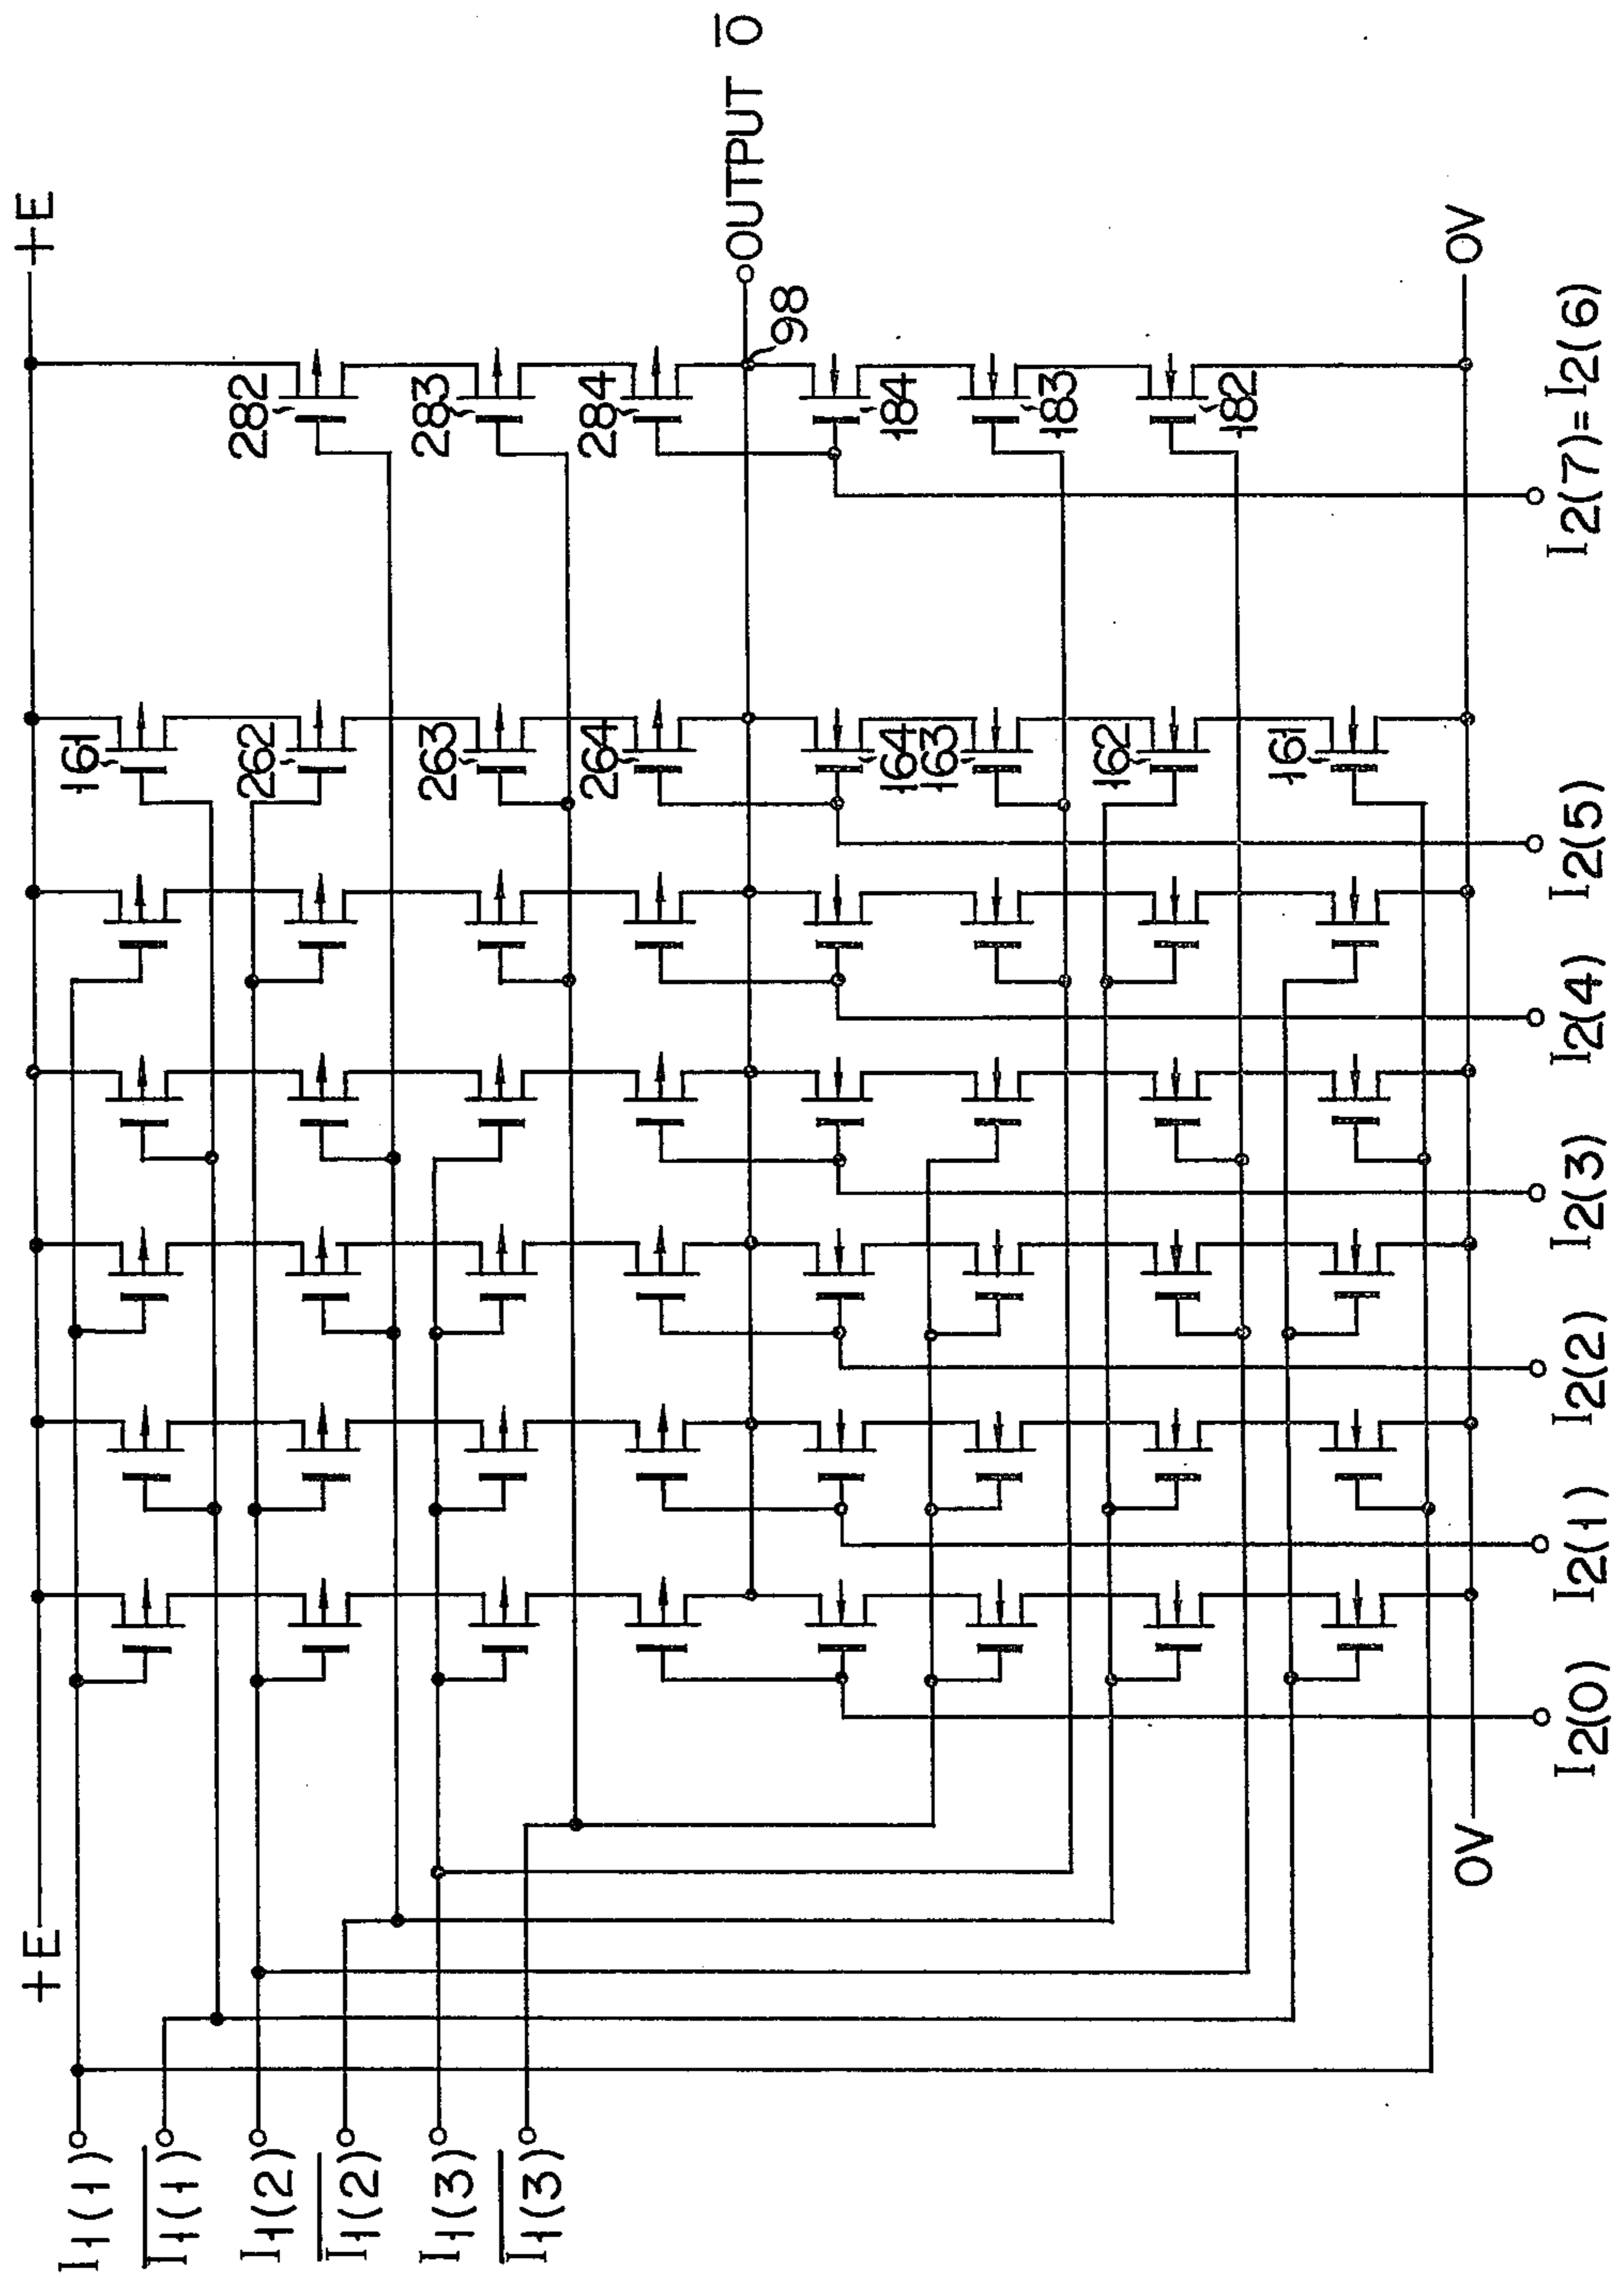 +E
+E
I1(1)
I1(1)
I1(2)
I1(2)
I1(3)
I1(3)
161
262
263
264
164
163
162
161
282
283
284
184
183
182
98
OUTPUT O
0V
0V
I2(0)
I2(1)
I2(2)
I2(3)
I2(4)
I2(5)
I2(7)=I2(6)